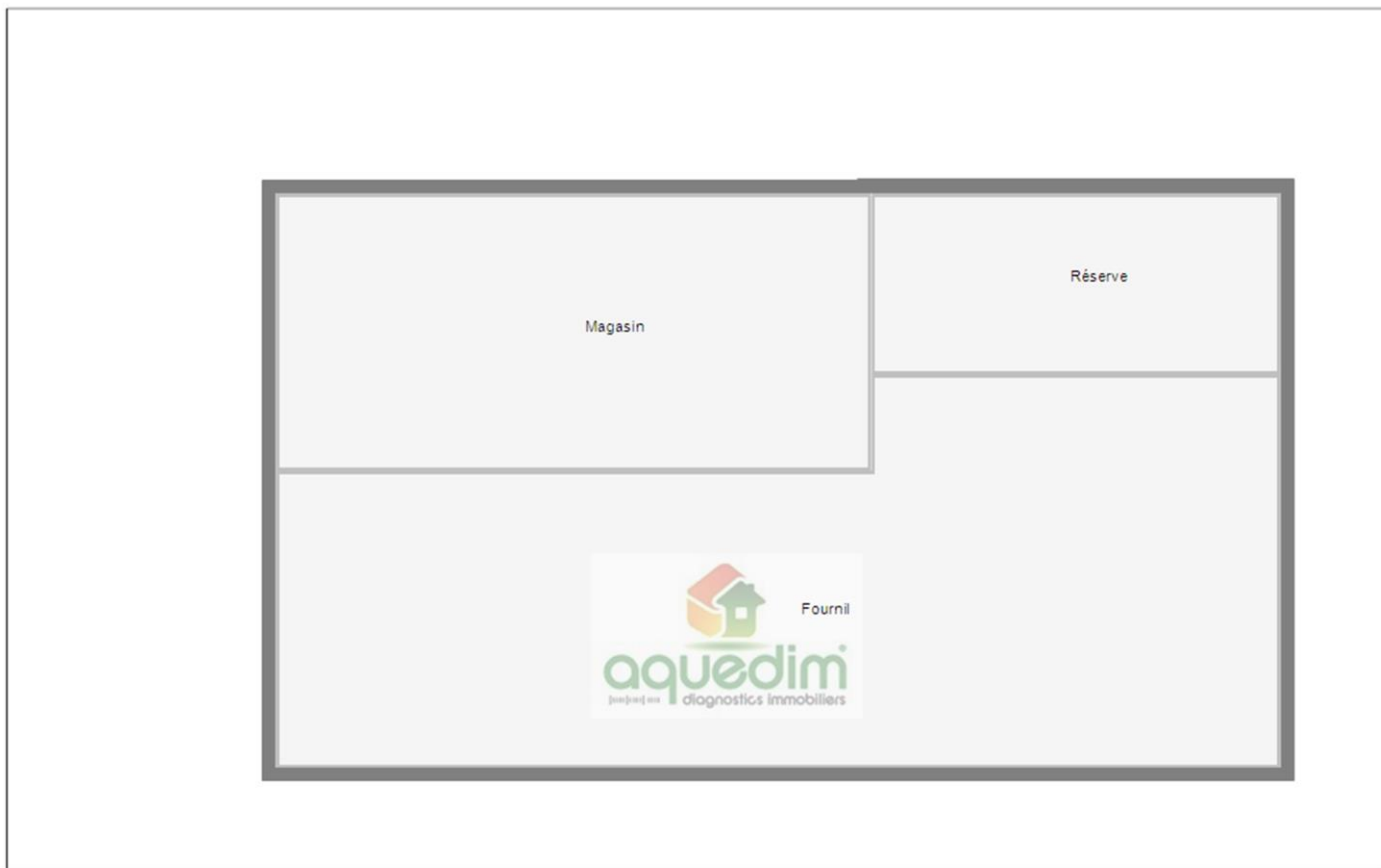 Réserve
Magasin
Fournil
aquedim
diagnostics immobiliers